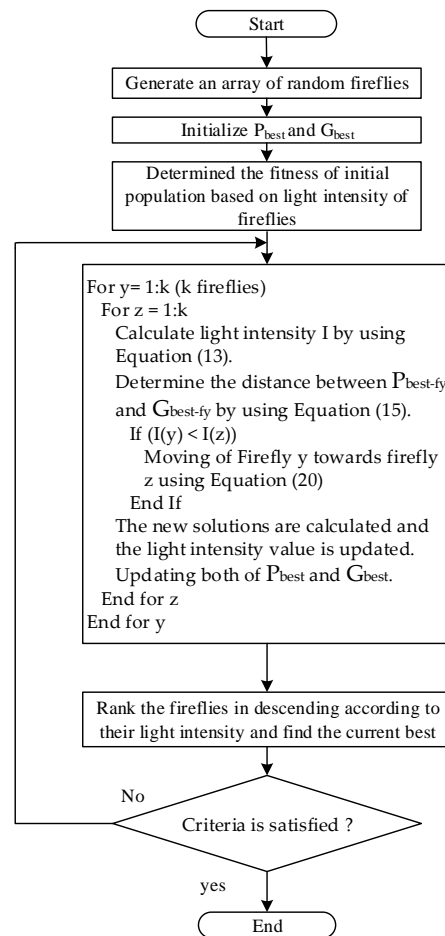 Start
Generate an array of random fireflies
Initialize Pbest and Gbest
Determined the fitness of initial
population based on light intensity of
fireflies
For y= 1:k (k fireflies)
For z = 1:k
Calculate light intensity I by using
Equation (13).
Determine the distance between Pbest-fy
and Gbest-fy by using Equation (15).
If (I(y) < I(z))
Moving of Firefly y towards firefly
z using Equation (20)
End If
The new solutions are calculated and
the light intensity value is updated.
Updating both of Pbest and Gbest.
End for z
End for y
Rank the fireflies in descending according to
their light intensity and find the current best
No
Criteria is satisfied ?
yes
End